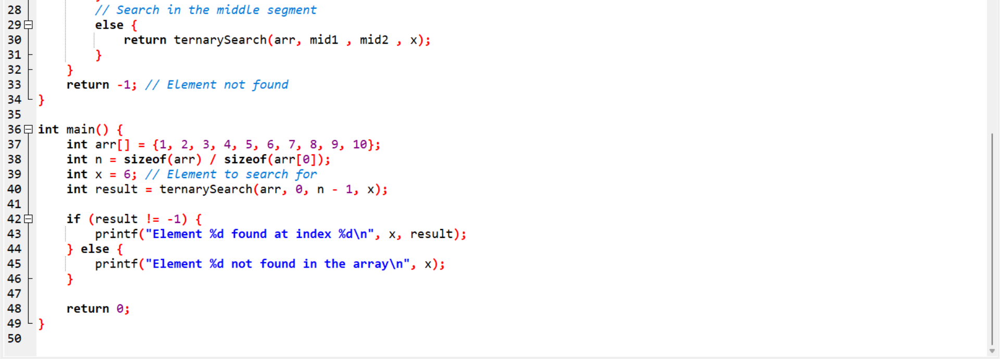 28 // Search in the middle segment
29 else {
30 return ternarySearch(arr, mid1 , mid2 , x);
31 }
32 }
33 return -1; // Element not found
34 }
35
36 int main() {
37 int arr[] = {1, 2, 3, 4, 5, 6, 7, 8, 9, 10};
38 int n = sizeof(arr) / sizeof(arr[0]);
39 int x = 6; // Element to search for
40 int result = ternarySearch(arr, 0, n - 1, x);
41
42 if (result != -1) {
43 printf("Element %d found at index %d\n", x, result);
44 } else {
45 printf("Element %d not found in the array\n", x);
46 }
47
48 return 0;
49 }
50